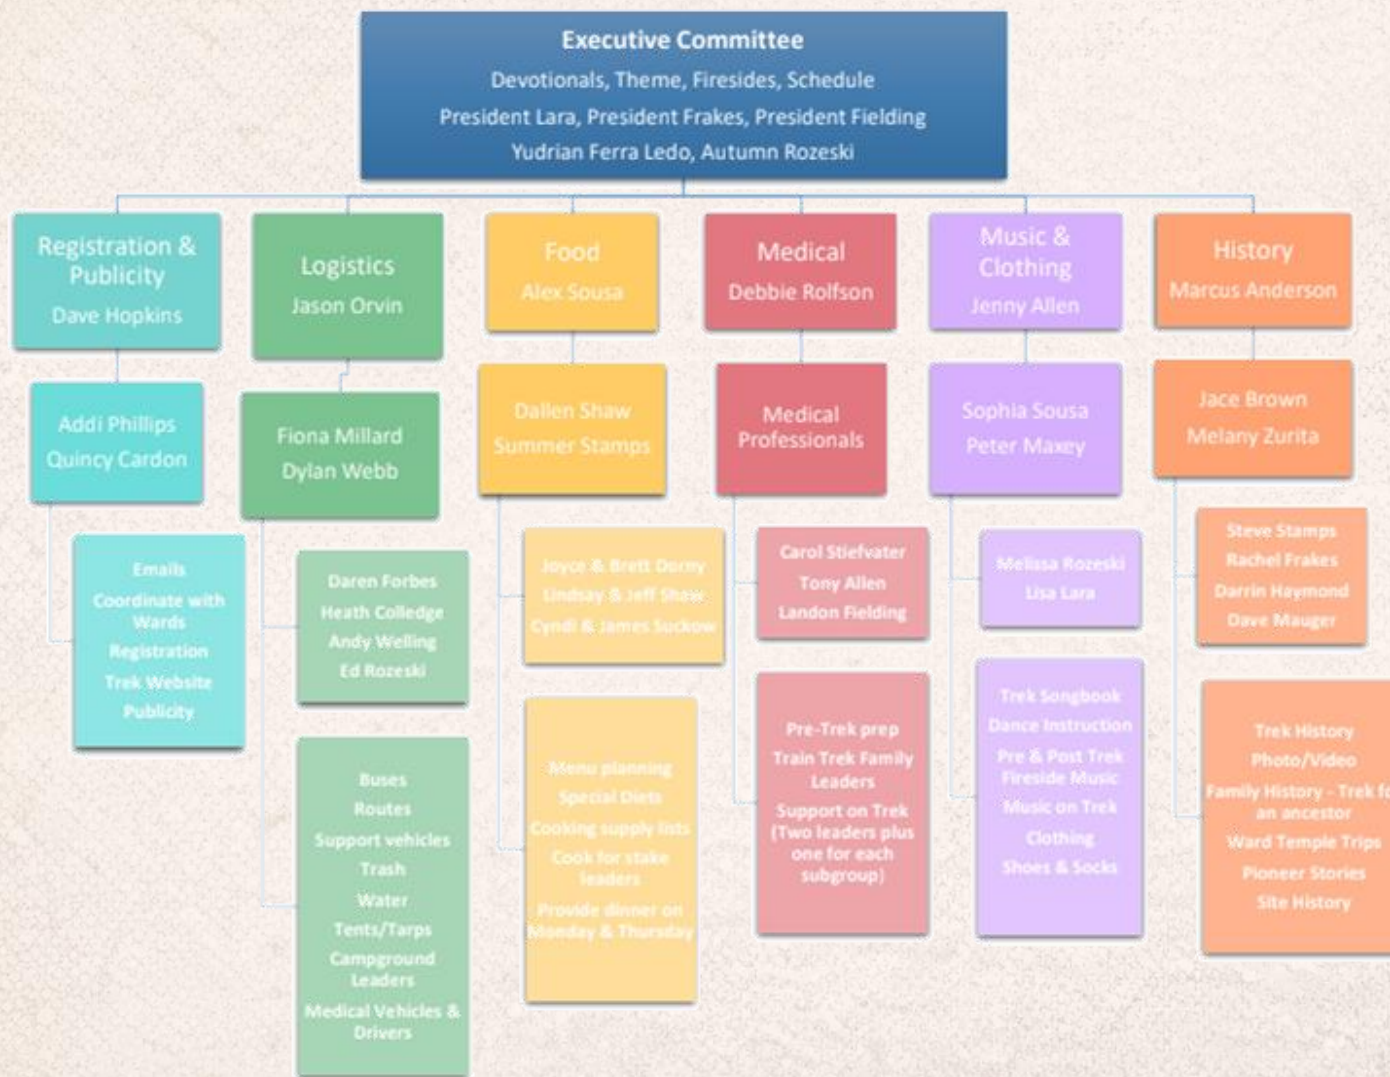 Executive Committee
Devotionals, Theme, Firesides, Schedule
President Lara, President Frakes, President Fielding
Yudrian Ferra Ledo, Autumn Rozeski
Registration &
Publicity
Dave Hopkins
Addi Phillips
Quincy Cardon
Emails
Coordinate with
Wards
Registration
Trek Website
Publicity
Logistics
Jason Orvin
Fiona Millard
Dylan Webb
Daren Forbes
Heath Colledge
Andy Welling
Ed Rozeski
Buses
Routes
Support vehicles
Trash
Water
Tents/Tarps
Campground
Leaders
Medical Vehicles &
Drivers
Food
Alex Sousa
Dallen Shaw
Summer Stamps
Joyce & Brett Dorny
Lindsay & Jeff Shaw
Cyndi & James Suckow
Menu planning
Special Diets
Cooking supply lists
Cook for stake
leaders
Provide dinner on
Monday & Thursday
Medical
Debbie Rolfson
Medical
Professionals
Carol Stiefvater
Tony Allen
Landon Fielding
Pre-Trek prep
Train Trek Family
Leaders
Support on Trek
(Two leaders plus
one for each
subgroup)
Music &
Clothing
Jenny Allen
Sophia Sousa
Peter Maxey
Melissa Rozeski
Lisa Lara
Trek Songbook
Dance Instruction
Pre & Post Trek
Fireside Music
Music on Trek
Clothing
Shoes & Socks
History
Marcus Anderson
Jace Brown
Melany Zurita
Steve Stamps
Rachel Frakes
Darrin Haymond
Dave Mauger
Trek History
Photo/Video
Family History - Trek
an ancestor
Ward Temple Trips
Pioneer Stories
Site History